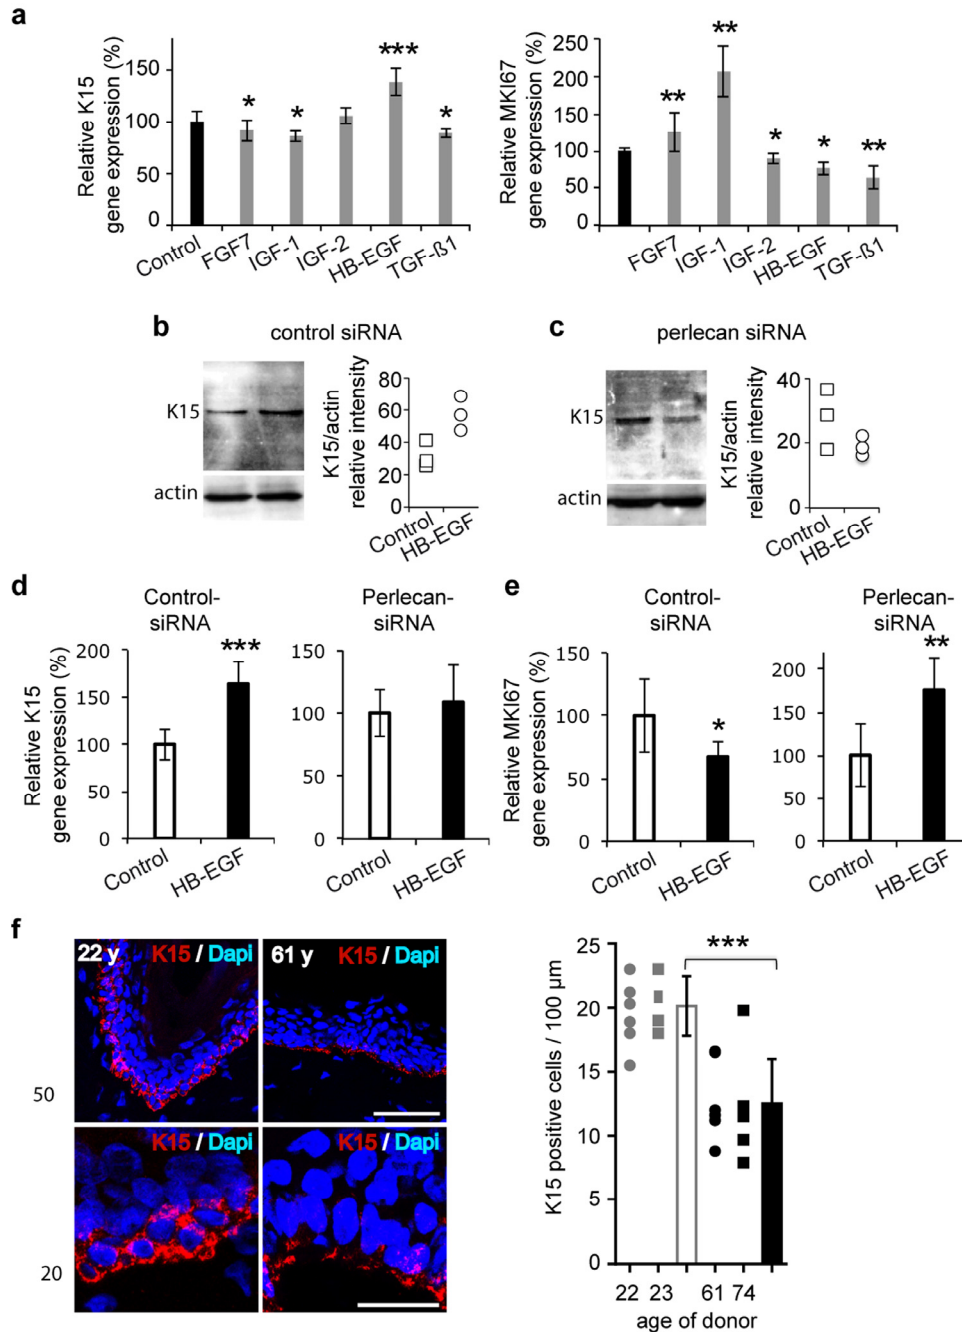 a
Relative K15
gene expression (%)
150
100
50
0
*
*
***
*
Control
FGF7
IGF-1
IGF-2
HB-EGF
TGF-ß1
Relative MKI67
gene expression (%)
250
200
150
100
50
0
**
**
*
*
**
FGF7
IGF-1
IGF-2
HB-EGF
TGF-ß1
b
control siRNA
K15
actin
K15/actin
relative intensity
80
60
40
20
0
Control
HB-EGF
c
perlecan siRNA
K15
actin
K15/actin
relative intensity
40
20
0
Control
HB-EGF
d
Control-
siRNA
Relative K15
gene expression (%)
200
150
100
50
0
***
Control
HB-EGF
Perlecan-
siRNA
150
100
50
0
Control
HB-EGF
e
Control-
siRNA
Relative MKI67
gene expression (%)
150
100
50
0
*
Control
HB-EGF
Perlecan-
siRNA
200
150
100
50
0
**
Control
HB-EGF
f
22 y K15 / Dapi
61 y K15 / Dapi
50
K15 / Dapi
K15 / Dapi
20
K15 positive cells / 100 µm
25
20
15
10
5
0
***
22 23 61 74
age of donor